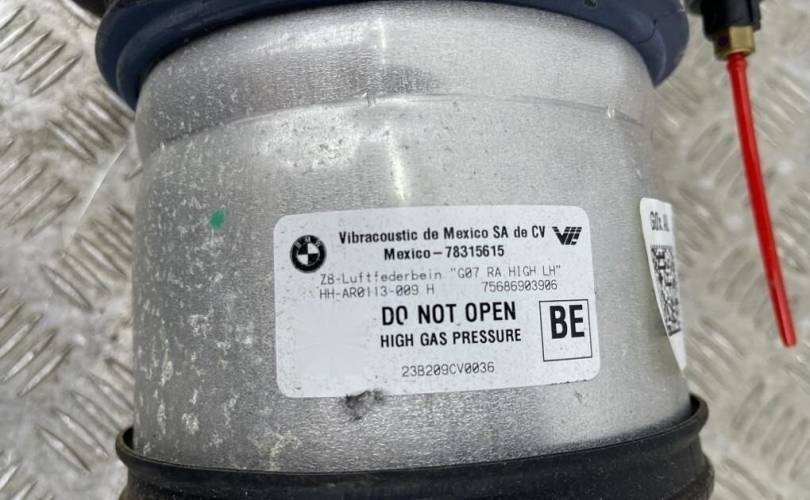 Vibracoustic de Mexico SA de CV
Mexico-78315615
ZB-Luftfederbein "G07 RA HIGH LH"
HH-AR0113-009 H 75686903906
DO NOT OPEN
HIGH GAS PRESSURE
BE
23B209CV0036